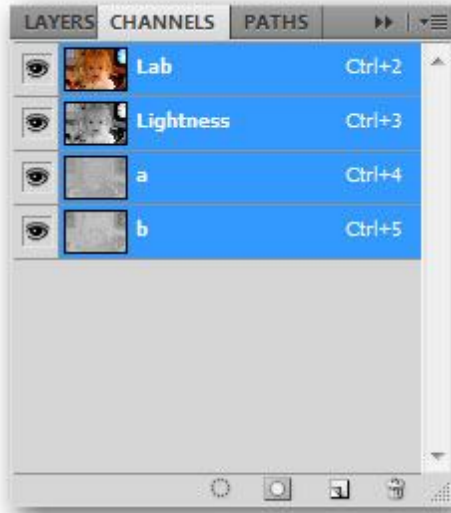 LAYERS CHANNELS PATHS
Lab Ctrl+2
Lightness Ctrl+3
a Ctrl+4
b Ctrl+5